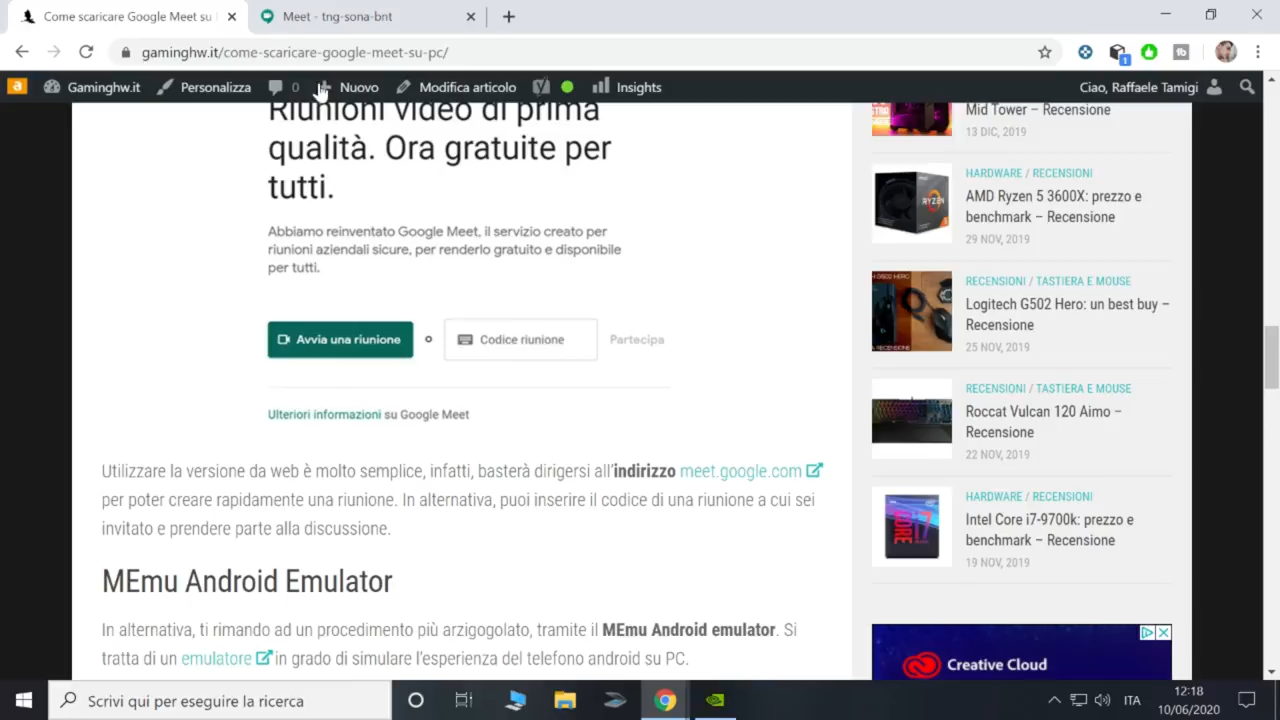 Come scaricare Google Meet su
Meet - tng-sona-bnt
gaminghw.it/come-scaricare-google-meet-su-pc/
1
Gaminghw.it
Personalizza
0
Nuovo
Modifica articolo
Insights
Ciao, Raffaele Tamigi
Riunioni video di prima
qualità. Ora gratuite per
tutti.
Abbiamo reinventato Google Meet, il servizio creato per
riunioni aziendali sicure, per renderlo gratuito e disponibile
per tutti.
Avvia una riunione
o
Codice riunione
Partecipa
Ulteriori informazioni su Google Meet
Utilizzare la versione da web è molto semplice, infatti, basterà dirigersi all'indirizzo meet.google.com
per poter creare rapidamente una riunione. In alternativa, puoi inserire il codice di una riunione a cui sei
invitato e prendere parte alla discussione.
MEmu Android Emulator
In alternativa, ti rimando ad un procedimento più arzigogolato, tramite il MEmu Android emulator. Si
tratta di un emulatore in grado di simulare l'esperienza del telefono android su PC.
Mid Tower – Recensione
13 DIC, 2019
HARDWARE / RECENSIONI
AMD Ryzen 5 3600X: prezzo e
benchmark – Recensione
29 NOV, 2019
RYZEN
RECENSIONI / TASTIERA E MOUSE
Logitech G502 Hero: un best buy –
Recensione
25 NOV, 2019
RECENSIONI / TASTIERA E MOUSE
Roccat Vulcan 120 Aimo –
Recensione
22 NOV, 2019
HARDWARE / RECENSIONI
Intel Core i7-9700k: prezzo e
benchmark – Recensione
19 NOV, 2019
CORE i7
Creative Cloud
Scrivi qui per eseguire la ricerca
ITA
12:18
10/06/2020